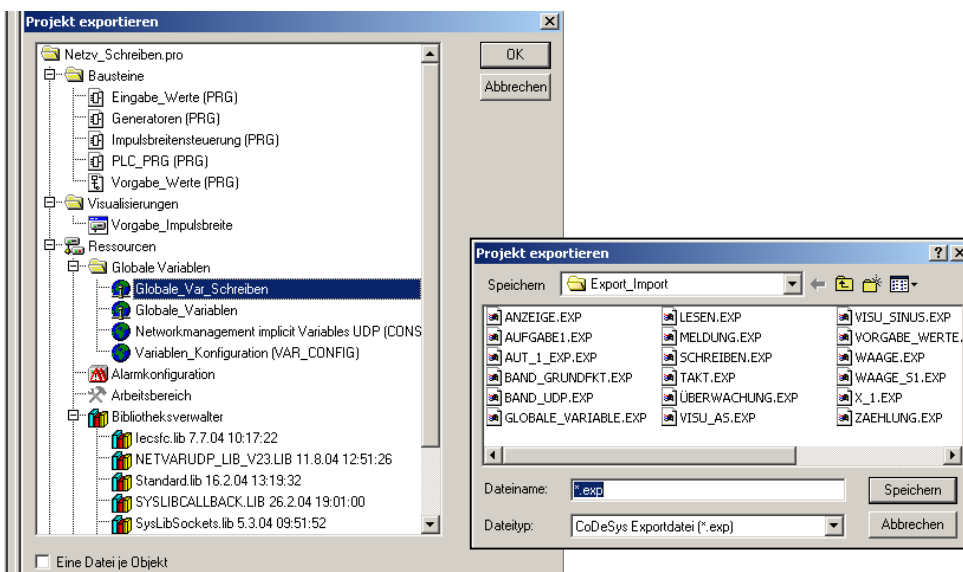 Projekt exportieren
Netzv_Schreiben.pro
OK
Bausteine
Abbrechen
Eingabe_Werte (PRG)
Generatoren (PRG)
Impulsbreitensteuerung (PRG)
PLC_PRG (PRG)
Vorgabe_Werte (PRG)
Visualisierungen
Vorgabe_Impulsbreite
Ressourcen
Globale Variablen
Globale_Var_Schreiben
Globale_Variablen
Networkmanagement implicit Variables UDP (CONS
Variablen_Konfiguration (VAR_CONFIG)
Alarmkonfiguration
Arbeitsbereich
Bibliotheksverwalter
Iecsfc.lib 7.7.04 10:17:22
NETVARUDP_LIB_V23.LIB 11.8.04 12:51:26
Standard.lib 16.2.04 13:19:32
SYSLIBCALLBACK.LIB 26.2.04 19:01:00
SysLibSockets.lib 5.3.04 09:51:52
Eine Datei je Objekt
Projekt exportieren
Speichern Export_Import
ANZEIGE.EXP LESEN.EXP VISU_SINUS.EXP
AUFGABE1.EXP MELDUNG.EXP VORGABE_WERTE.
AUT_1_EXP.EXP SCHREIBEN.EXP WAAGE.EXP
BAND_GRUNDFKT.EXP TAKT.EXP WAAGE_S1.EXP
BAND_UDP.EXP ÜBERWACHUNG.EXP X_1.EXP
GLOBALE_VARIABLE.EXP VISU_AS.EXP ZAEHLUNG.EXP
Dateiname: *.exp Speichern
Dateityp: CoDeSys Exportdatei (*.exp) Abbrechen